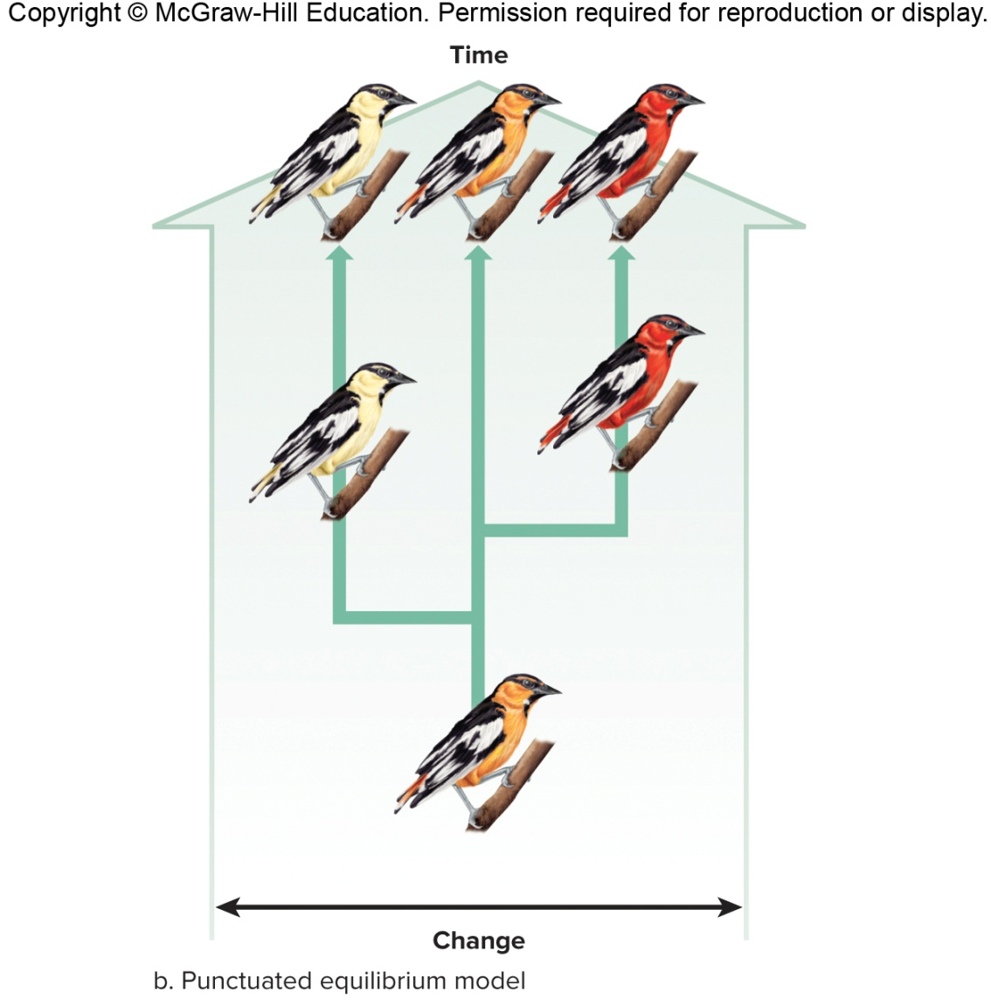 Copyright © McGraw-Hill Education. Permission required for reproduction or display.
Time
Change
b. Punctuated equilibrium model